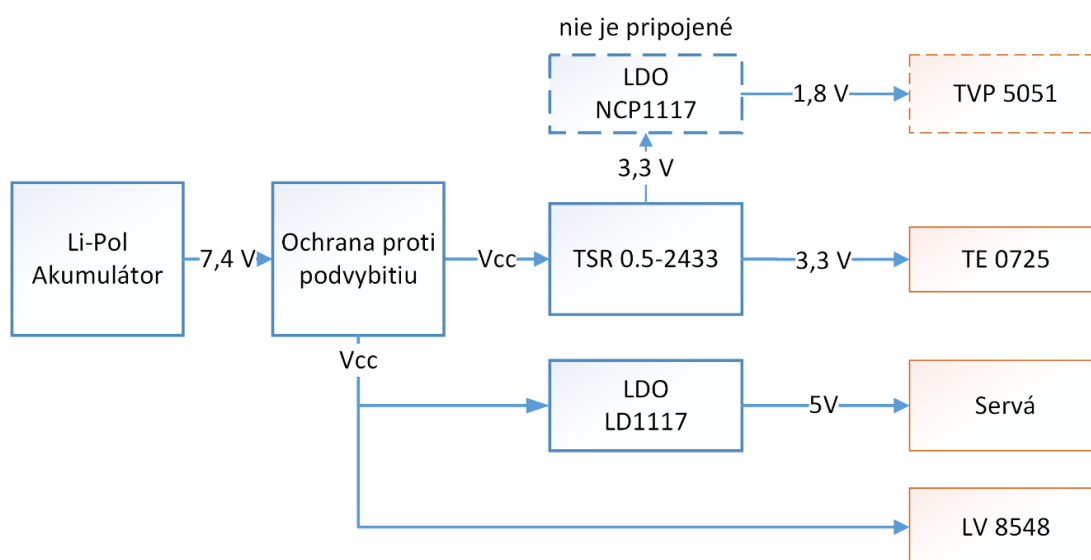 nie je pripojené
LDO
NCP1117
1,8 V
TVP 5051
3,3 V
Li-Pol
Akumulátor
7,4 V
Ochrana proti
podvybitiu
Vcc
TSR 0.5-2433
3,3 V
TE 0725
Vcc
LDO
LD1117
5V
Servá
LV 8548